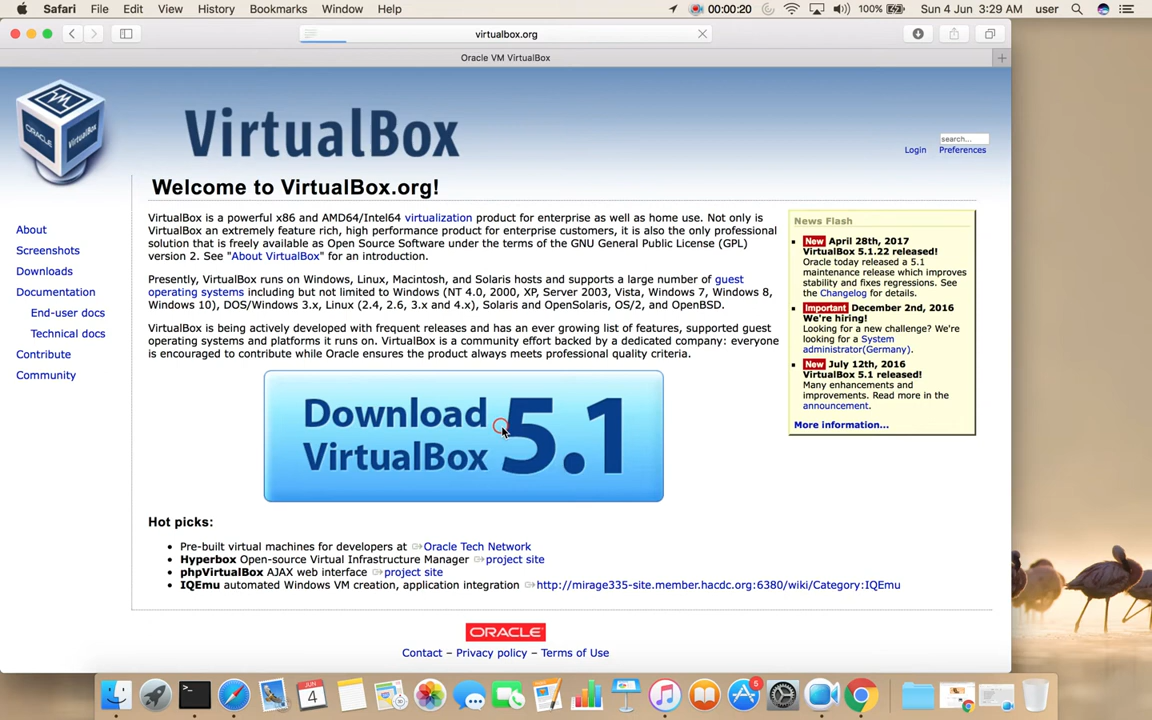 Safari File Edit View History Bookmarks Window Help 00:00:20 100% Sun 4 Jun 3:29 AM user
virtualbox.org
Oracle VM VirtualBox
ORACLE VirtualBox
VirtualBox
search...
Login Preferences
Welcome to VirtualBox.org!
About
Screenshots
Downloads
Documentation
End-user docs
Technical docs
Contribute
Community
VirtualBox is a powerful x86 and AMD64/Intel64 virtualization product for enterprise as well as home use. Not only is
VirtualBox an extremely feature rich, high performance product for enterprise customers, it is also the only professional
solution that is freely available as Open Source Software under the terms of the GNU General Public License (GPL)
version 2. See "About VirtualBox" for an introduction.
Presently, VirtualBox runs on Windows, Linux, Macintosh, and Solaris hosts and supports a large number of guest
operating systems including but not limited to Windows (NT 4.0, 2000, XP, Server 2003, Vista, Windows 7, Windows 8,
Windows 10), DOS/Windows 3.x, Linux (2.4, 2.6, 3.x and 4.x), Solaris and OpenSolaris, OS/2, and OpenBSD.
VirtualBox is being actively developed with frequent releases and has an ever growing list of features, supported guest
operating systems and platforms it runs on. VirtualBox is a community effort backed by a dedicated company: everyone
is encouraged to contribute while Oracle ensures the product always meets professional quality criteria.
Download
VirtualBox 5.1
News Flash
New April 28th, 2017
VirtualBox 5.1.22 released!
Oracle today released a 5.1
maintenance release which improves
stability and fixes regressions. See
the Changelog for details.
Important December 2nd, 2016
We're hiring!
Looking for a new challenge? We're
looking for a System
administrator(Germany).
New July 12th, 2016
VirtualBox 5.1 released!
Many enhancements and
improvements. Read more in the
announcement.
More information...
Hot picks:
Pre-built virtual machines for developers at Oracle Tech Network
Hyperbox Open-source Virtual Infrastructure Manager project site
phpVirtualBox AJAX web interface project site
IQEmu automated Windows VM creation, application integration http://mirage335-site.member.hacdc.org:6380/wiki/Category:IQEmu
ORACLE
Contact – Privacy policy – Terms of Use
JUN
4
5